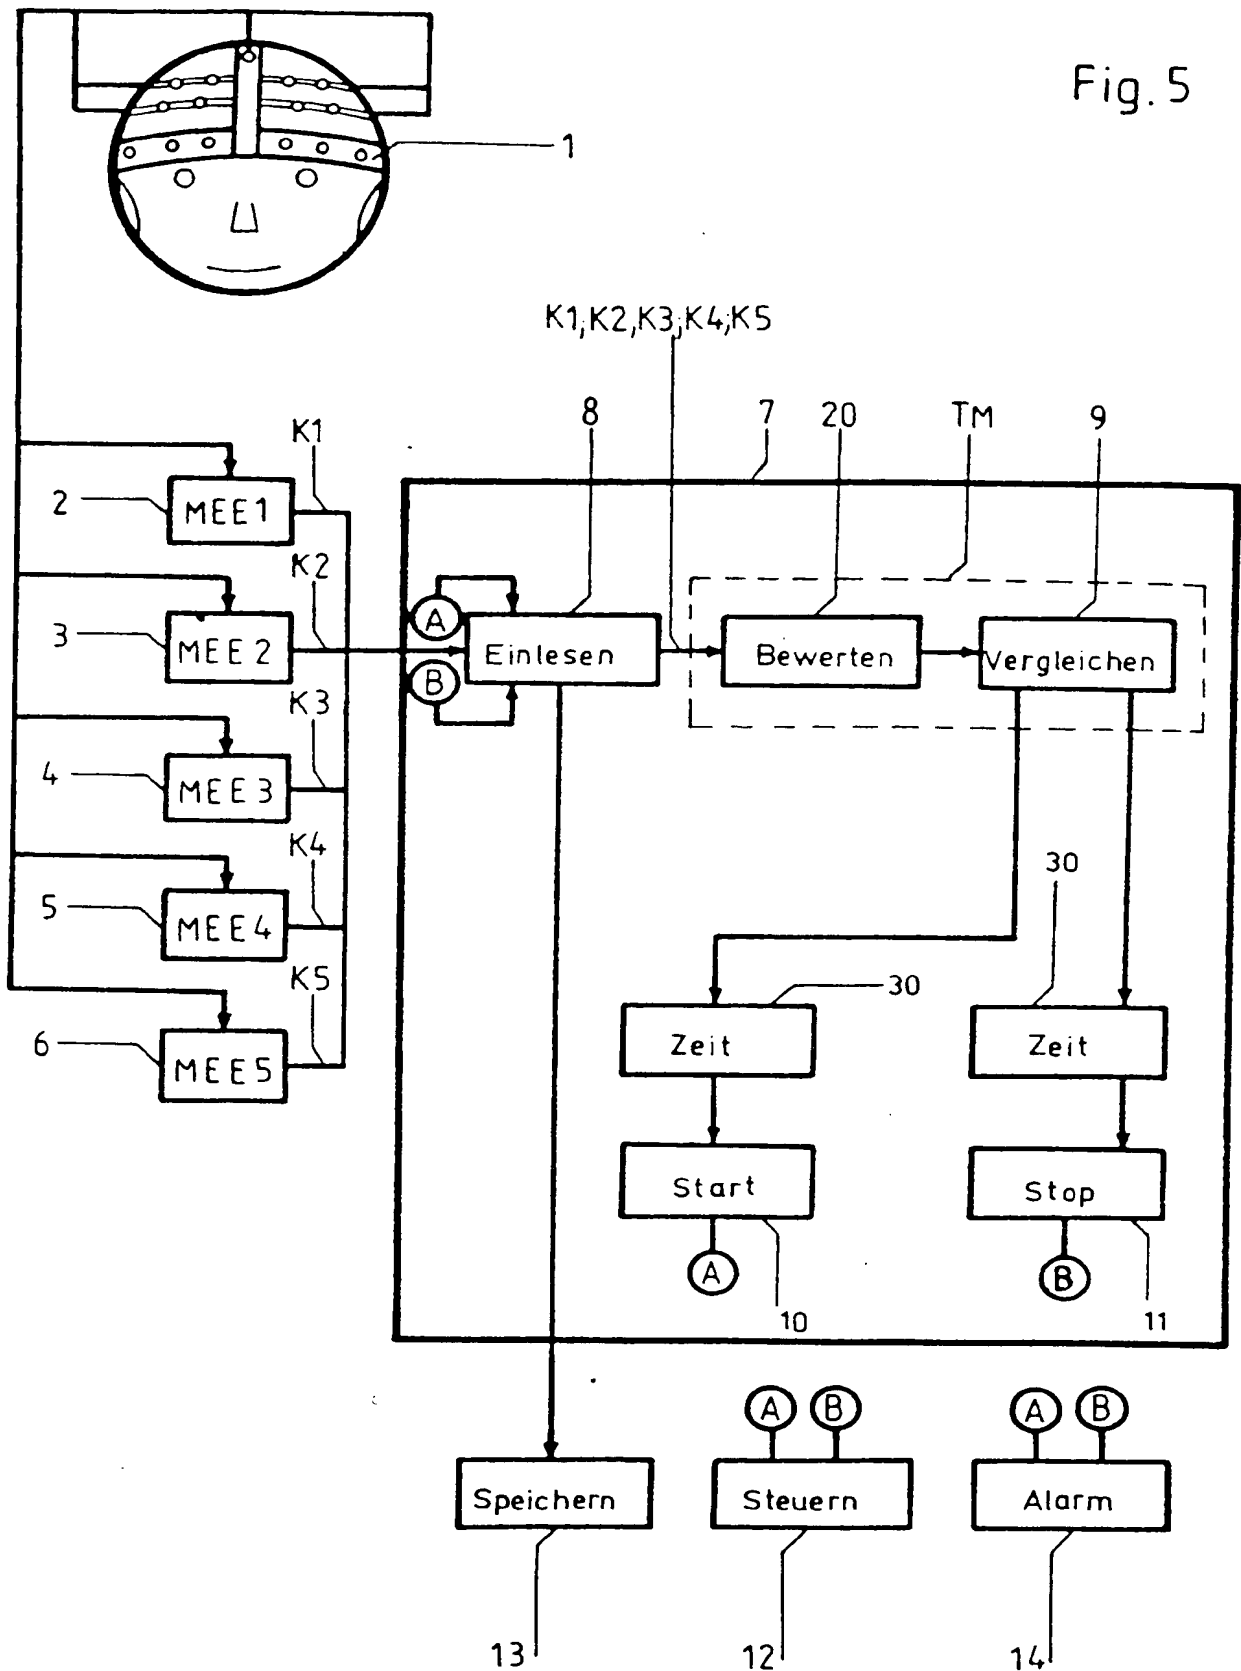 Fig. 5
1
K1,K2,K3,K4,K5
8
7
20
TM
9
K1
2
MEE1
K2
A
3
MEE2
Einlesen
Bewerten
Vergleichen
B
K3
4
MEE3
K4
30
5
MEE4
K5
30
6
MEE5
Zeit
Zeit
Start
Stop
A
B
10
11
A
B
A
B
Speichern
Steuern
Alarm
13
12
14